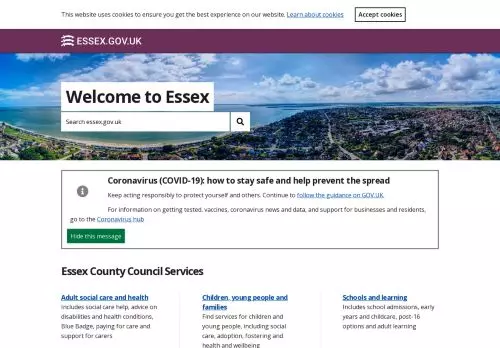 This website uses cookies to ensure you get the best experience on our website. Learn about cookies Accept cookies
ESSEX.GOV.UK
Welcome to Essex
Search essex.gov.uk
Coronavirus (COVID-19): how to stay safe and help prevent the spread
Keep acting responsibly to protect yourself and others. Continue to follow the guidance on GOV.UK.
For information on getting tested, vaccines, coronavirus news and data, and support for businesses and residents,
go to the Coronavirus hub
Hide this message
Essex County Council Services
Adult social care and health
Includes social care help, advice on
disabilities and health conditions,
Blue Badge, paying for care and
support for carers
Children, young people and
families
Find services for children and
young people, including social
care, adoption, fostering and
health and wellbeing
Schools and learning
Includes school admissions, early
years and childcare, post-16
options and adult learning